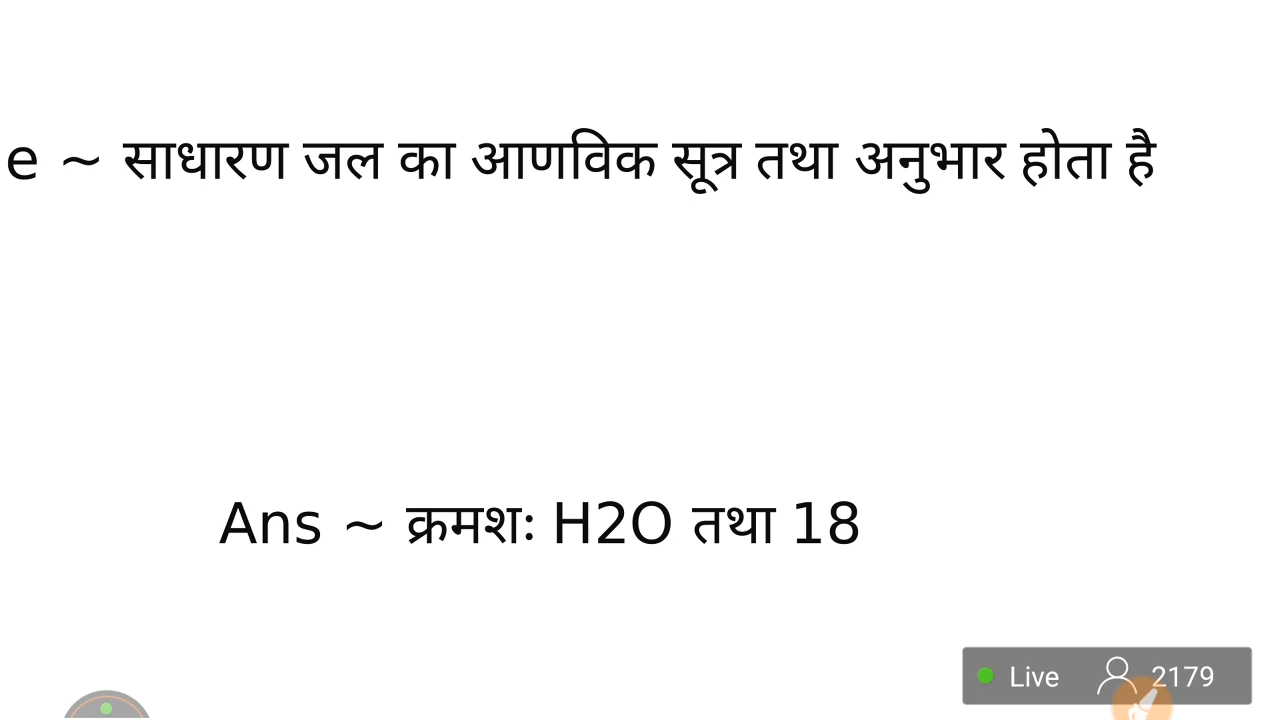 e ~ साधारण जल का आणविक सूत्र तथा अनुभार होता है
Ans ~ क्रमशः H2O तथा 18
Live 2179